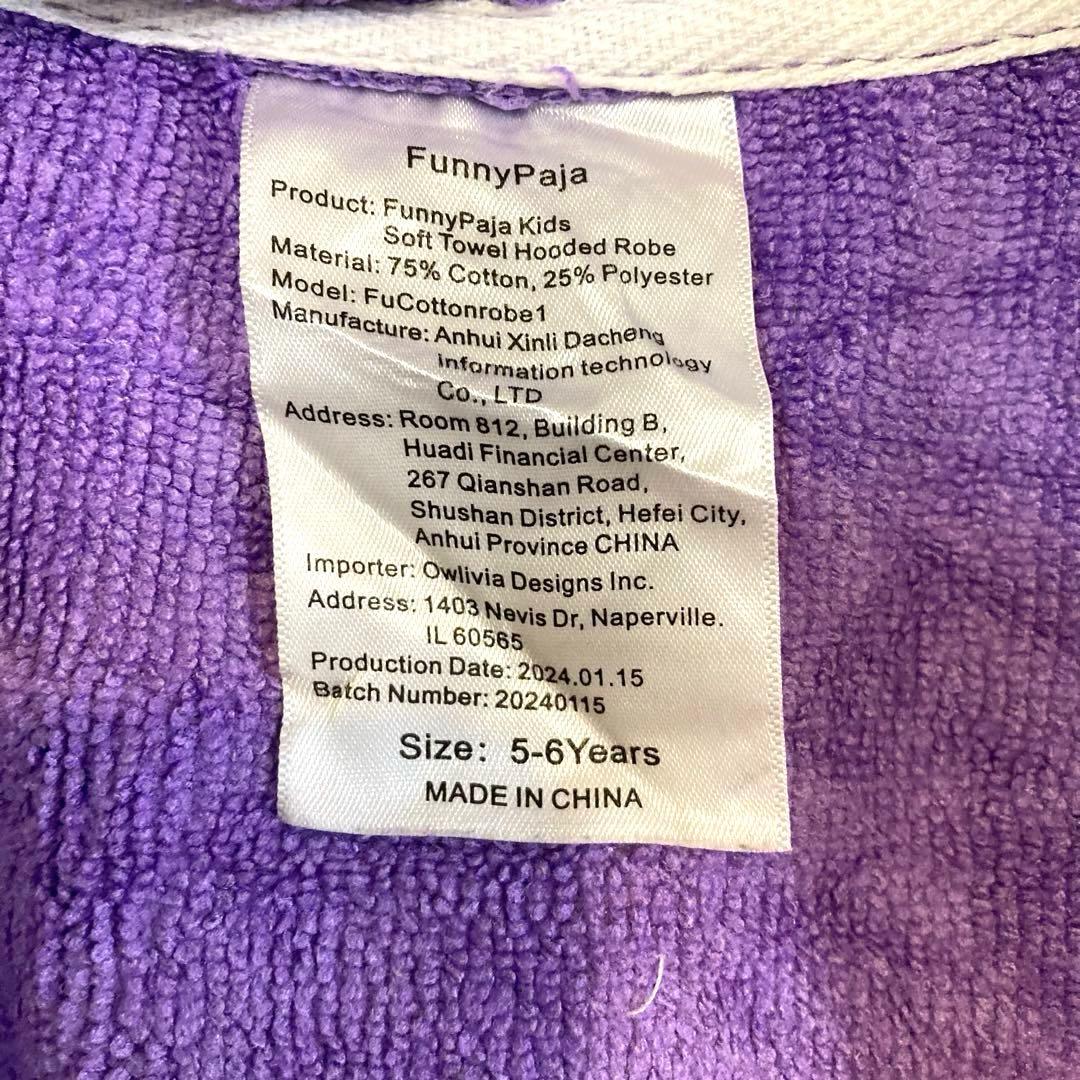 FunnyPaja
Product: FunnyPaja Kids
Soft Towel Hooded Robe
Material: 75% Cotton, 25% Polyester
Model: FuCottonrobe1
Manufacture: Anhui Xinli Dacheng
information technology
Co., LTD
Address: Room 812, Building B,
Huadi Financial Center,
267 Qianshan Road,
Shushan District, Hefei City,
Anhui Province CHINA
Importer: Owlivia Designs Inc.
Address: 1403 Nevis Dr, Naperville.
IL 60565
Production Date: 2024.01.15
Batch Number: 20240115
Size: 5-6Years
MADE IN CHINA